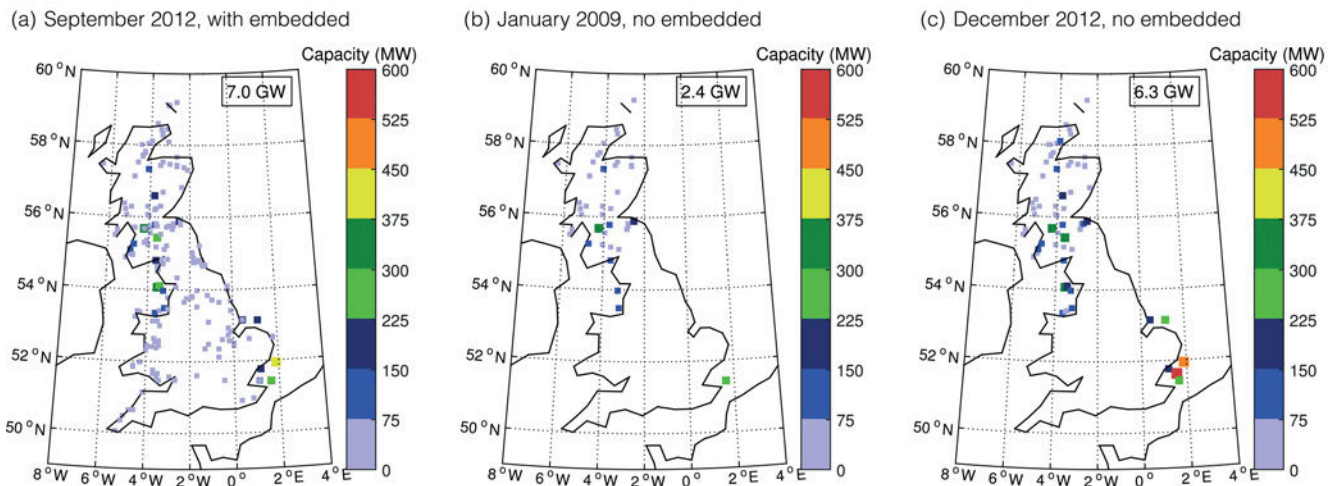 (a) September 2012, with embedded
Capacity (MW)
7.0 GW
60°N
58°N
56°N
54°N
52°N
50°N
8°W 6°W 4°W 2°W 0° 2°E 4°E
600
525
450
375
300
225
150
75
0
(b) January 2009, no embedded
Capacity (MW)
2.4 GW
60°N
58°N
56°N
54°N
52°N
50°N
8°W 6°W 4°W 2°W 0° 2°E 4°E
600
525
450
375
300
225
150
75
0
(c) December 2012, no embedded
Capacity (MW)
6.3 GW
60°N
58°N
56°N
54°N
52°N
50°N
8°W 6°W 4°W 2°W 0° 2°E 4°E
600
525
450
375
300
225
150
75
0